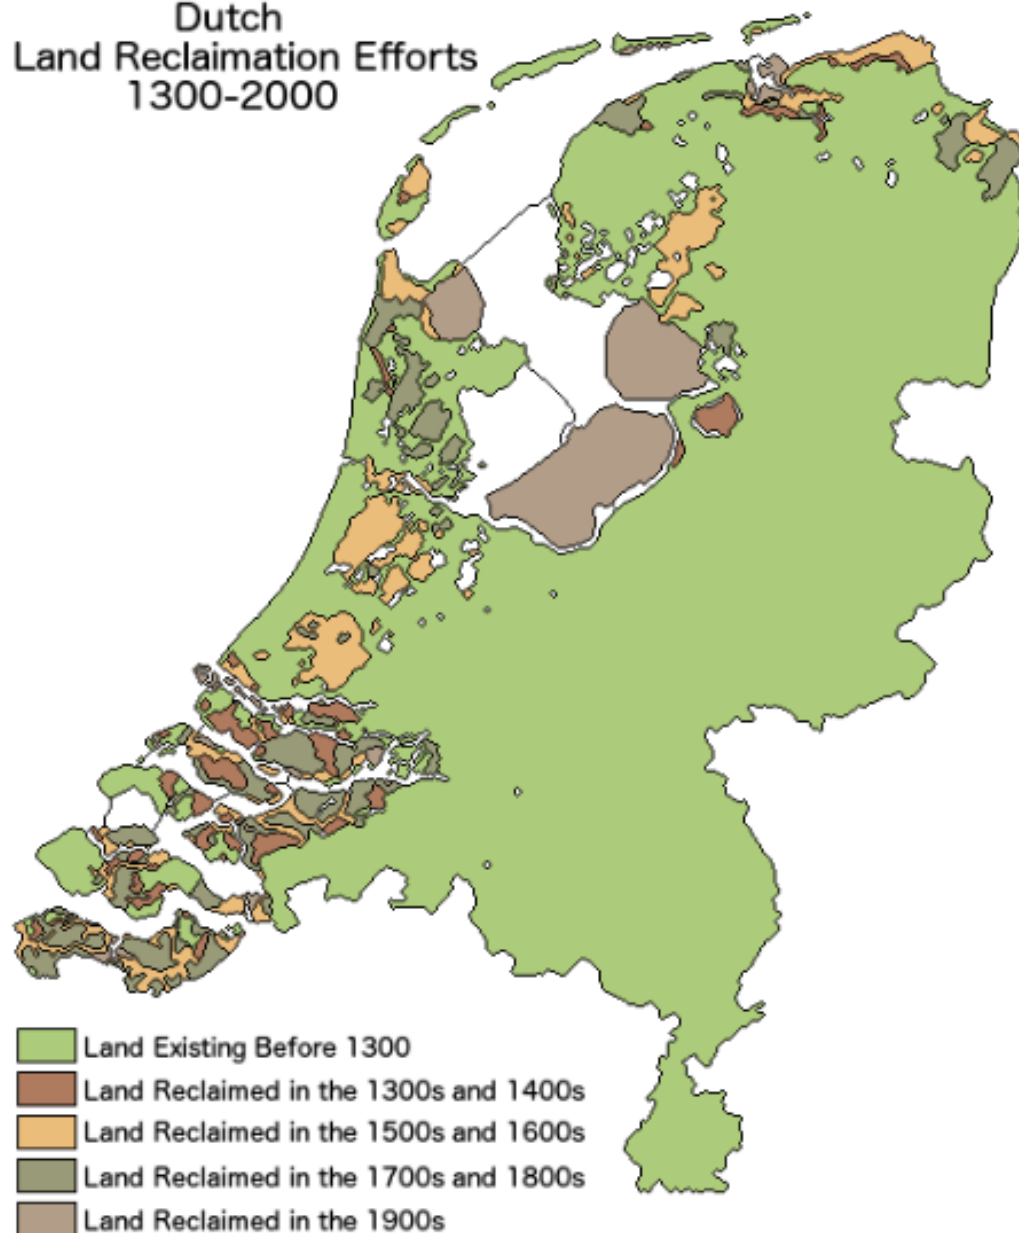 Dutch
Land Reclaimation Efforts
1300-2000
Land Existing Before 1300
Land Reclaimed in the 1300s and 1400s
Land Reclaimed in the 1500s and 1600s
Land Reclaimed in the 1700s and 1800s
Land Reclaimed in the 1900s